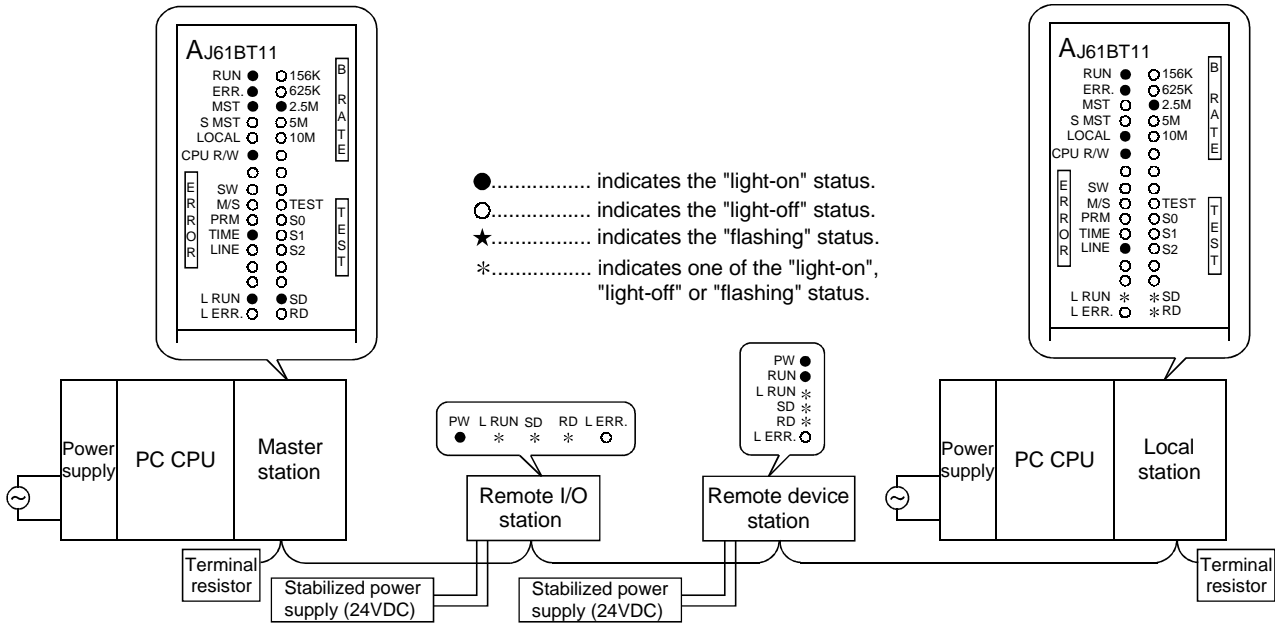 AJ61BT11
RUN ● ○ 156K
ERR. ● ○ 625K
MST ● ● 2.5M
S MST ○ ○ 5M
LOCAL ○ ○ 10M
CPU R/W ● ○
○ ○
SW ○ ○
M/S ○ ○ TEST
PRM ○ ○ S0
TIME ● ○ S1
LINE ○ ○ S2
○ ○
○ ○
L RUN ● ● SD
L ERR. ○ ○ RD
B RATE
ERROR
TEST
●................. indicates the "light-on" status.
○................. indicates the "light-off" status.
★................. indicates the "flashing" status.
*................. indicates one of the "light-on",
"light-off" or "flashing" status.
AJ61BT11
RUN ● ○ 156K
ERR. ● ○ 625K
MST ○ ● 2.5M
S MST ○ ○ 5M
LOCAL ● ○ 10M
CPU R/W ● ○
○ ○
SW ○ ○
M/S ○ ○ TEST
PRM ○ ○ S0
TIME ○ ○ S1
LINE ● ○ S2
○ ○
○ ○
L RUN * * SD
L ERR. ○ * RD
B RATE
ERROR
TEST
PW L RUN SD RD L ERR.
● * * * ○
PW ●
RUN ●
L RUN *
SD *
RD *
L ERR. ○
Power
supply
PC CPU
Master
station
Remote I/O
station
Remote device
station
Power
supply
PC CPU
Local
station
Terminal
resistor
Stabilized power
supply (24VDC)
Stabilized power
supply (24VDC)
Terminal
resistor